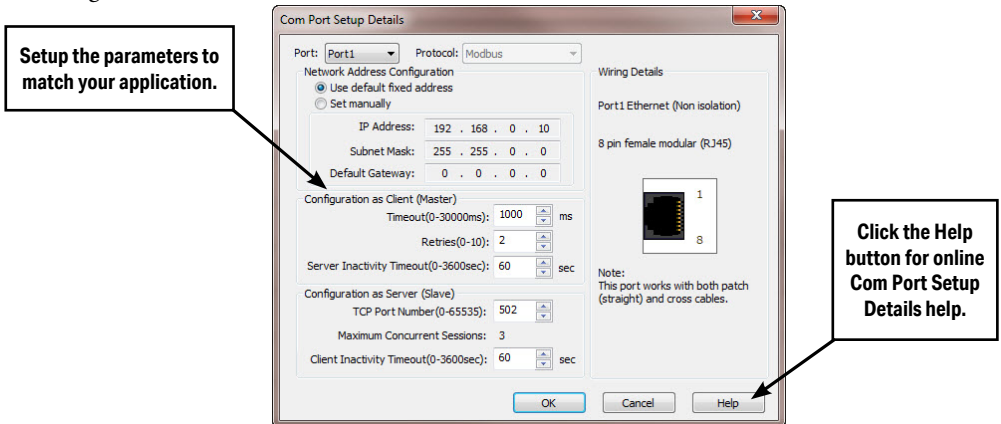 Com Port Setup Details
Setup the parameters to
match your application.
Port: Port1 Protocol: Modbus
Network Address Configuration
Use default fixed address
Set manually
IP Address: 192 . 168 . 0 . 10
Subnet Mask: 255 . 255 . 0 . 0
Default Gateway: 0 . 0 . 0 . 0
Configuration as Client (Master)
Timeout(0-30000ms): 1000 ms
Retries(0-10): 2
Server Inactivity Timeout(0-3600sec): 60 sec
Configuration as Server (Slave)
TCP Port Number(0-65535): 502
Maximum Concurrent Sessions: 3
Client Inactivity Timeout(0-3600sec): 60 sec
Wiring Details
Port1 Ethernet (Non isolation)
8 pin female modular (RJ45)
1
8
Note:
This port works with both patch
(straight) and cross cables.
OK Cancel Help
Click the Help
button for online
Com Port Setup
Details help.